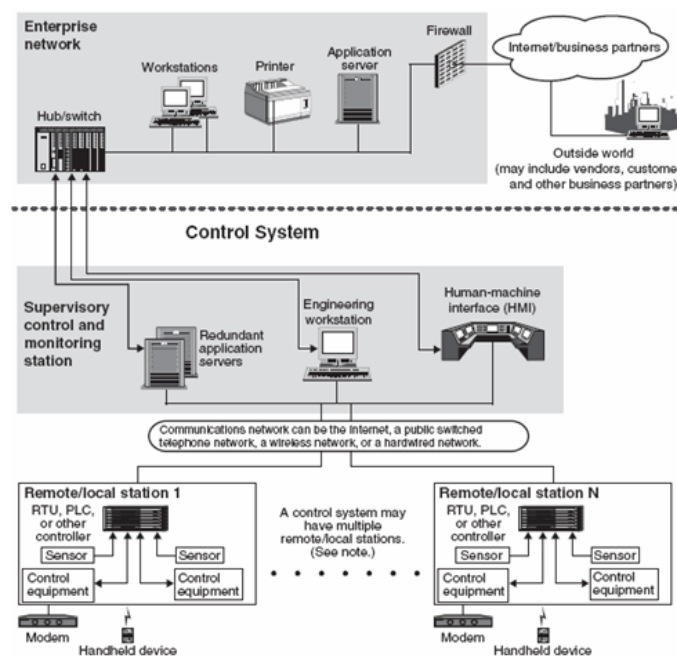 Enterprise
network
Workstations
Printer
Application
server
Firewall
Internet/business partners
Hub/switch
Outside world
(may include vendors, custome
and other business partners)
Control System
Supervisory
control and
monitoring
station
Redundant
application
servers
Engineering
workstation
Human-machine
interface (HMI)
Communications network can be the Internet, a public switched
telephone network, a wireless network, or a hardwired network.
Remote/local station 1
RTU, PLC,
or other
controller
Sensor
Sensor
Control
equipment
Control
equipment
Modem
Handheld device
A control system may
have multiple
remote/local stations.
(See note.)
Remote/local station N
RTU, PLC,
or other
controller
Sensor
Sensor
Control
equipment
Control
equipment
Modem
Handheld device